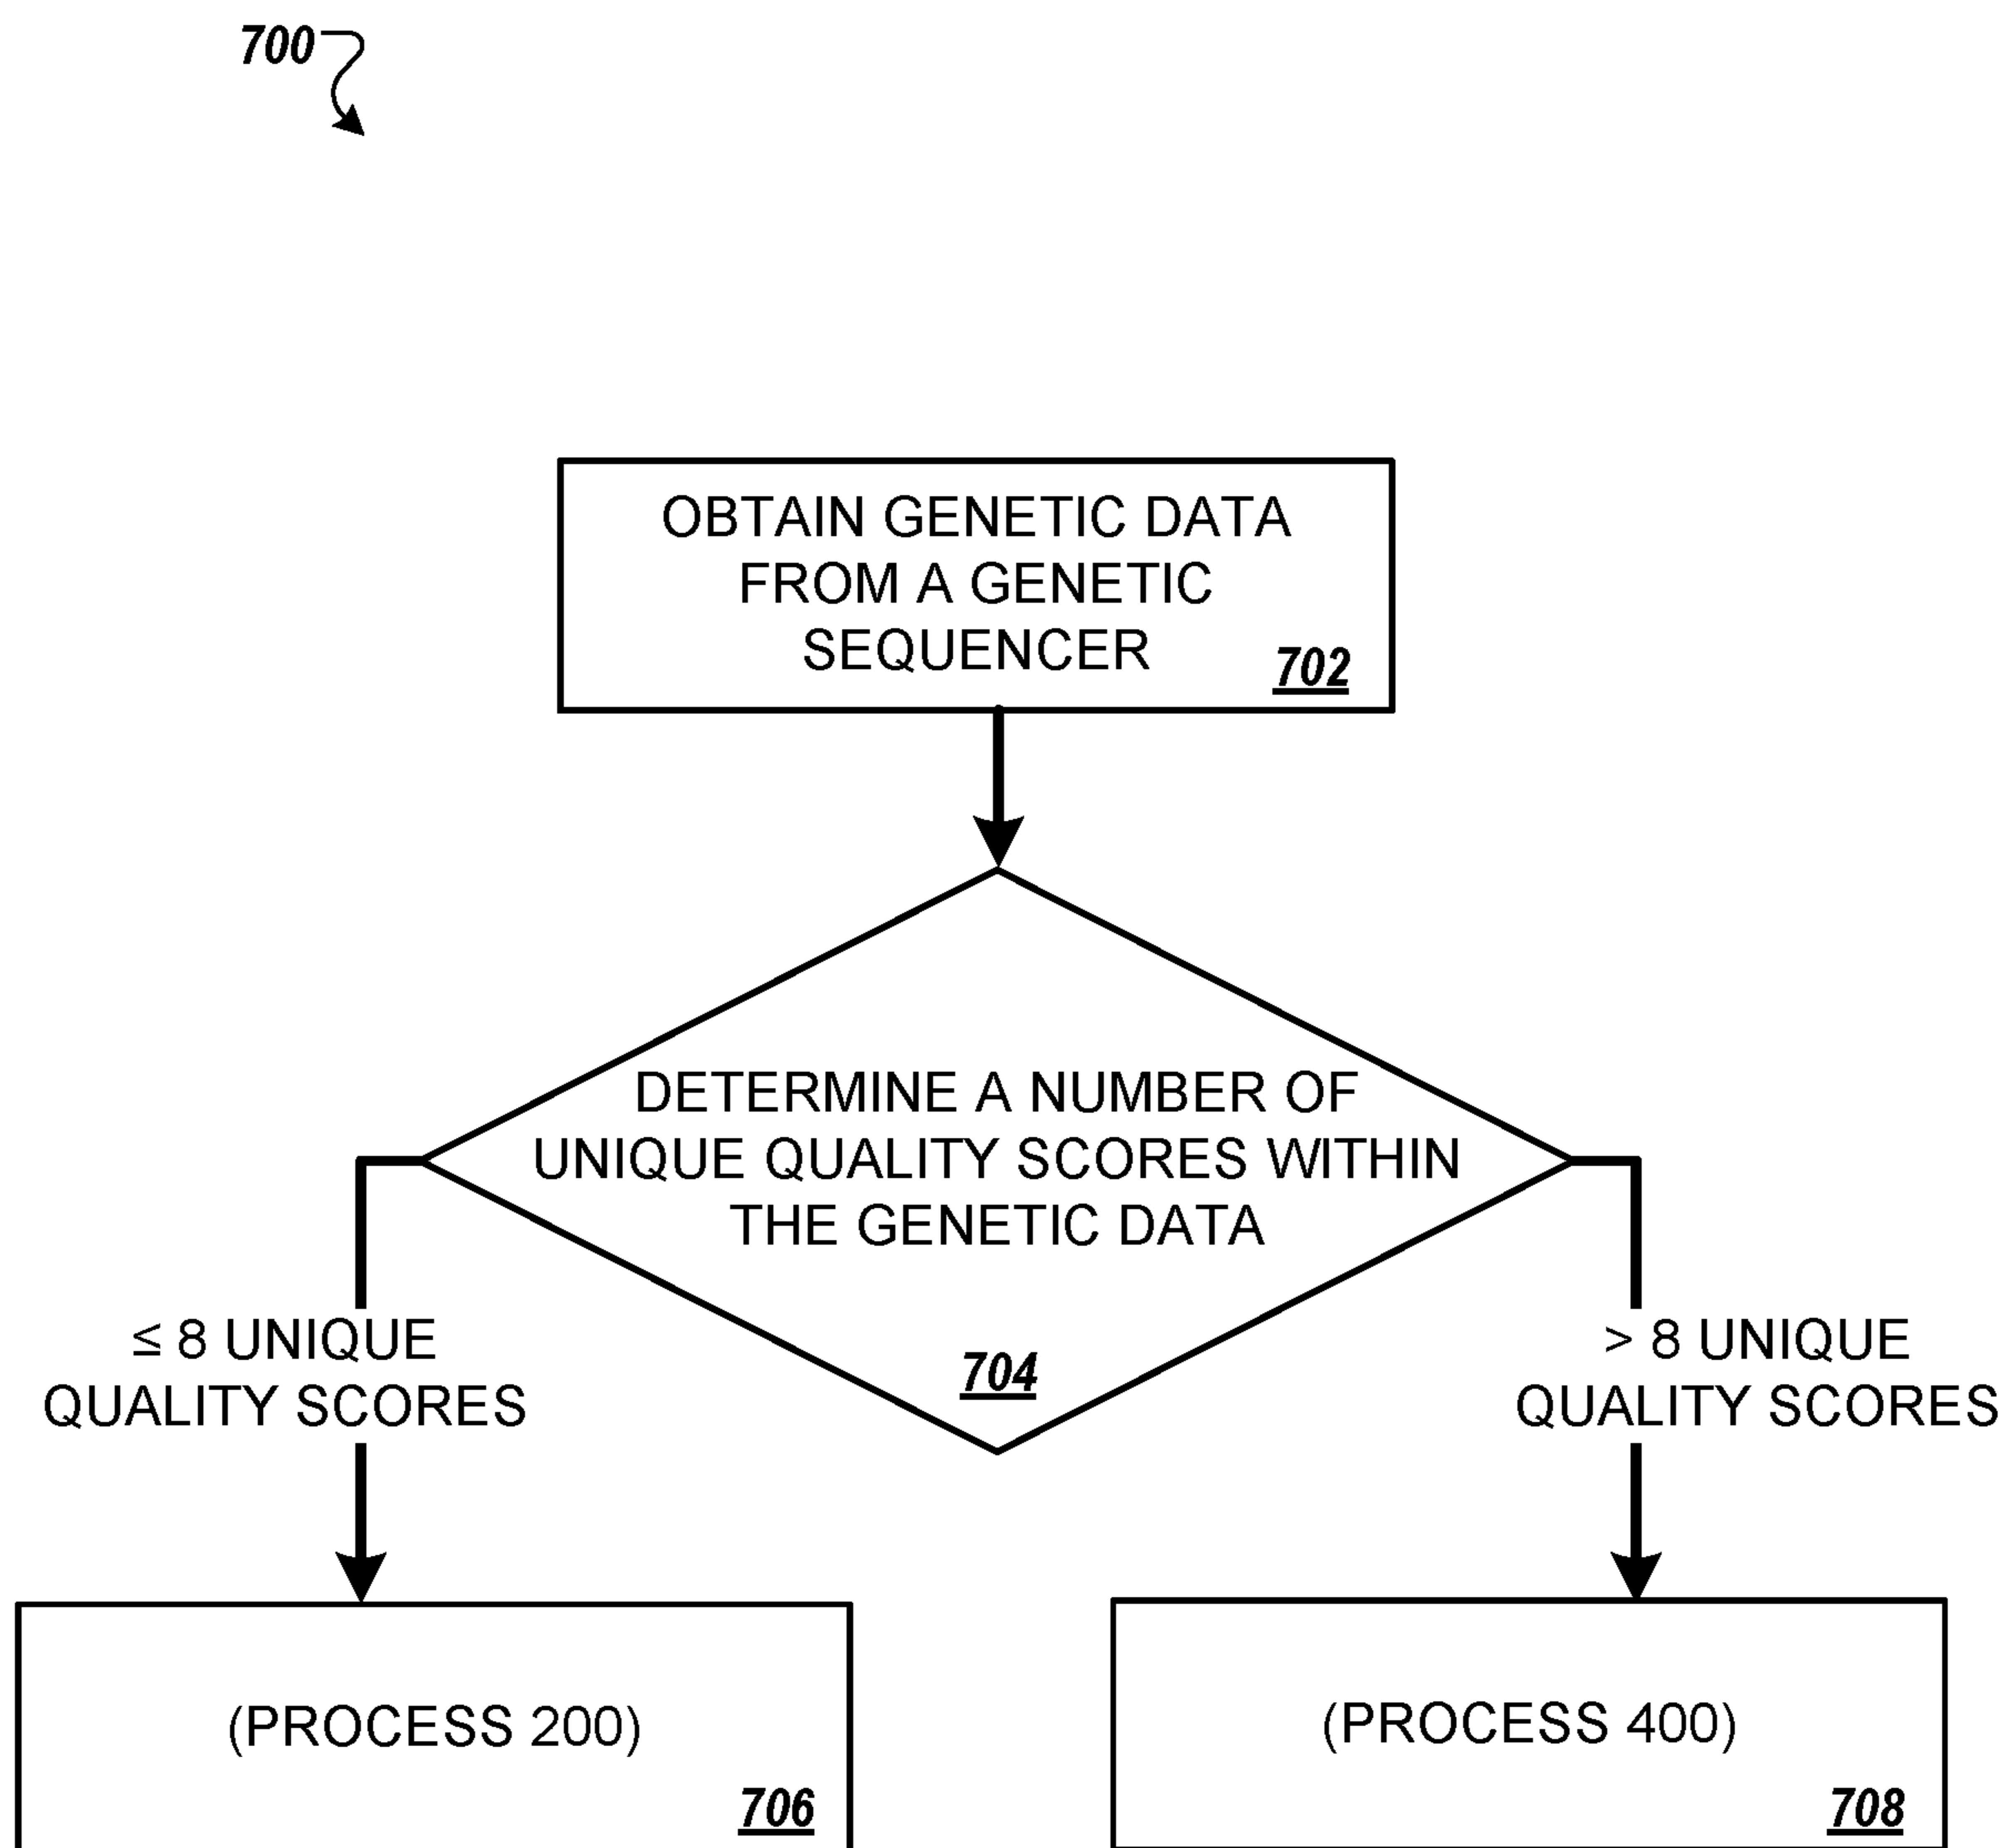 700
OBTAIN GENETIC DATA
FROM A GENETIC
SEQUENCER
702
DETERMINE A NUMBER OF
UNIQUE QUALITY SCORES WITHIN
THE GENETIC DATA
704
≤ 8 UNIQUE
QUALITY SCORES
> 8 UNIQUE
QUALITY SCORES
(PROCESS 200)
706
(PROCESS 400)
708